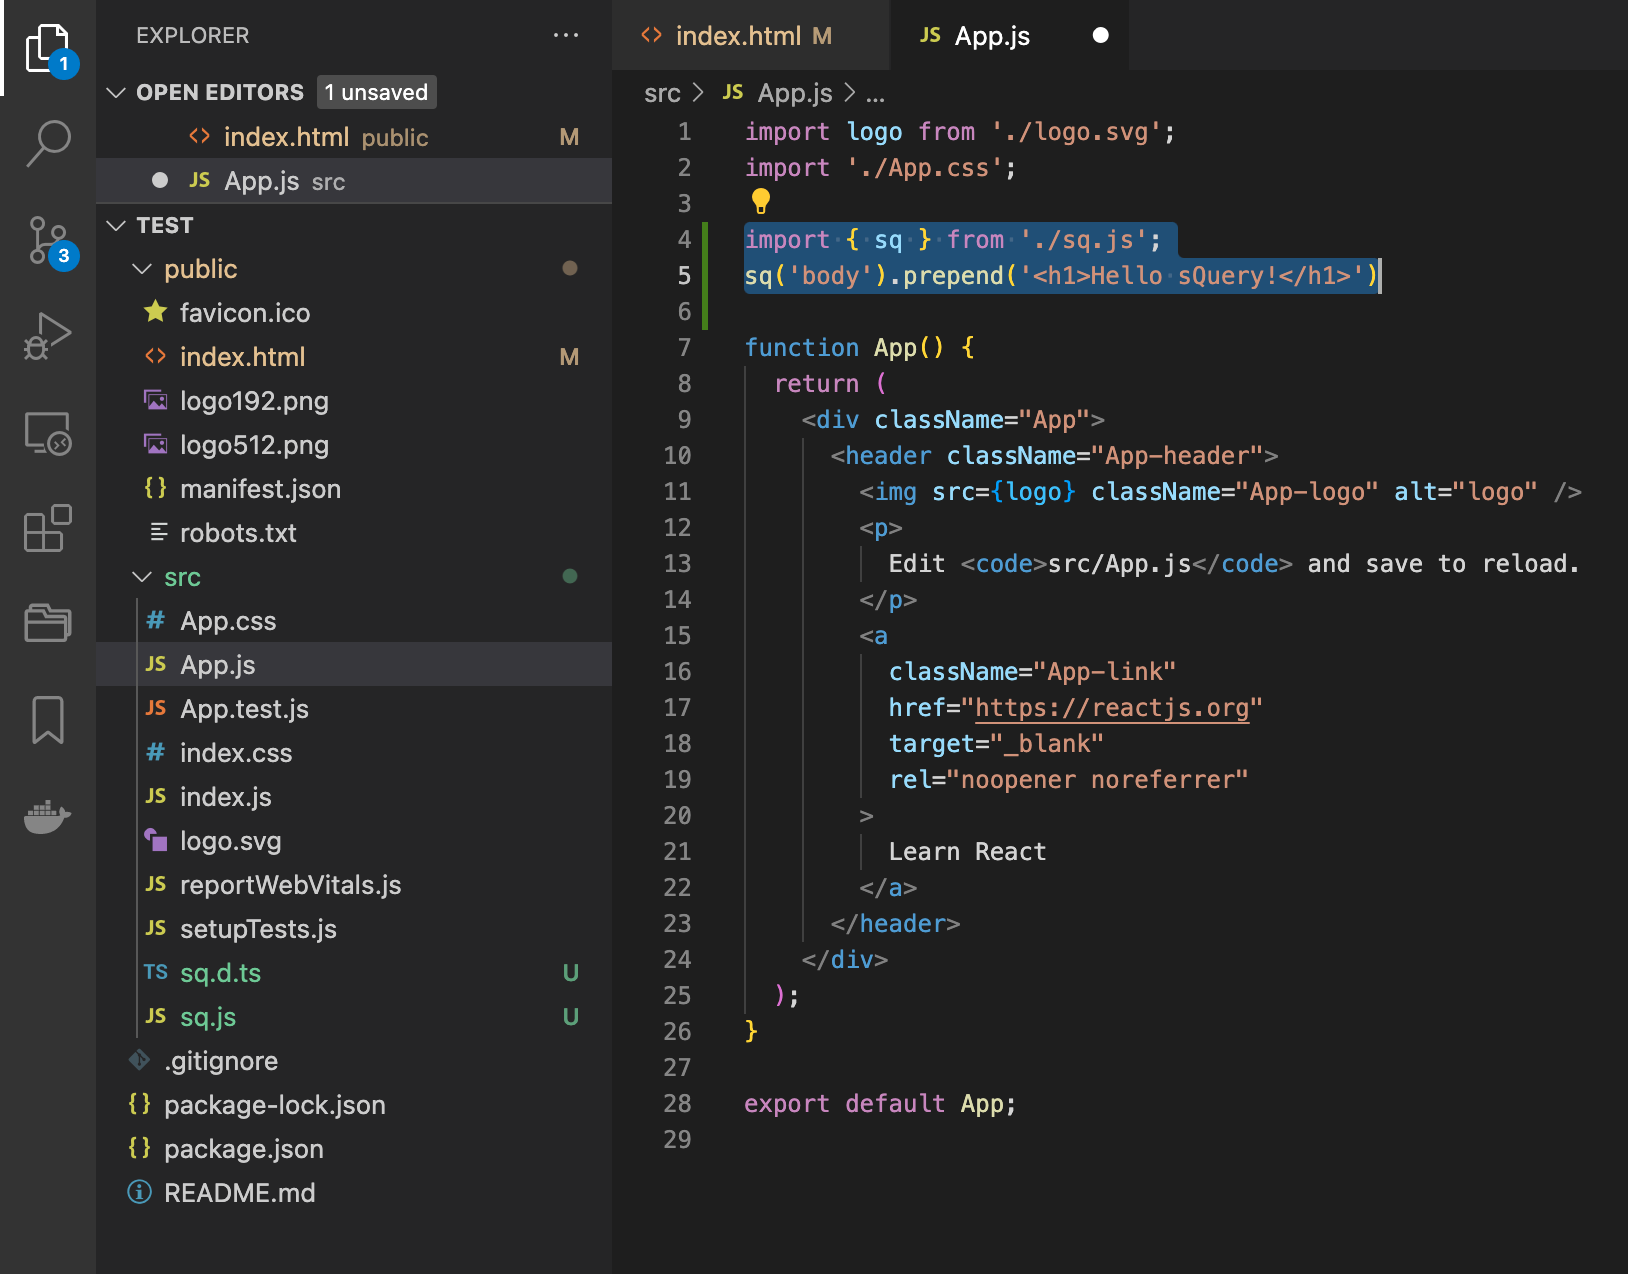 EXPLORER ...
OPEN EDITORS 1 unsaved
<> index.html public M
JS App.js src
TEST
public
favicon.ico
<> index.html M
logo192.png
logo512.png
{} manifest.json
robots.txt
src
# App.css
JS App.js
JS App.test.js
# index.css
JS index.js
logo.svg
JS reportWebVitals.js
JS setupTests.js
TS sq.d.ts U
JS sq.js U
.gitignore
{} package-lock.json
{} package.json
README.md
1
3
<> index.html M
JS App.js
src > JS App.js > ...
1 import logo from './logo.svg';
2 import './App.css';
3
4 import { sq } from './sq.js';
5 sq('body').prepend('<h1>Hello sQuery!</h1>')
6
7 function App() {
8 return (
9 <div className="App">
10 <header className="App-header">
11 <img src={logo} className="App-logo" alt="logo" />
12 <p>
13 Edit <code>src/App.js</code> and save to reload.
14 </p>
15 <a
16 className="App-link"
17 href="https://reactjs.org"
18 target="_blank"
19 rel="noopener noreferrer"
20 >
21 Learn React
22 </a>
23 </header>
24 </div>
25 );
26 }
27
28 export default App;
29